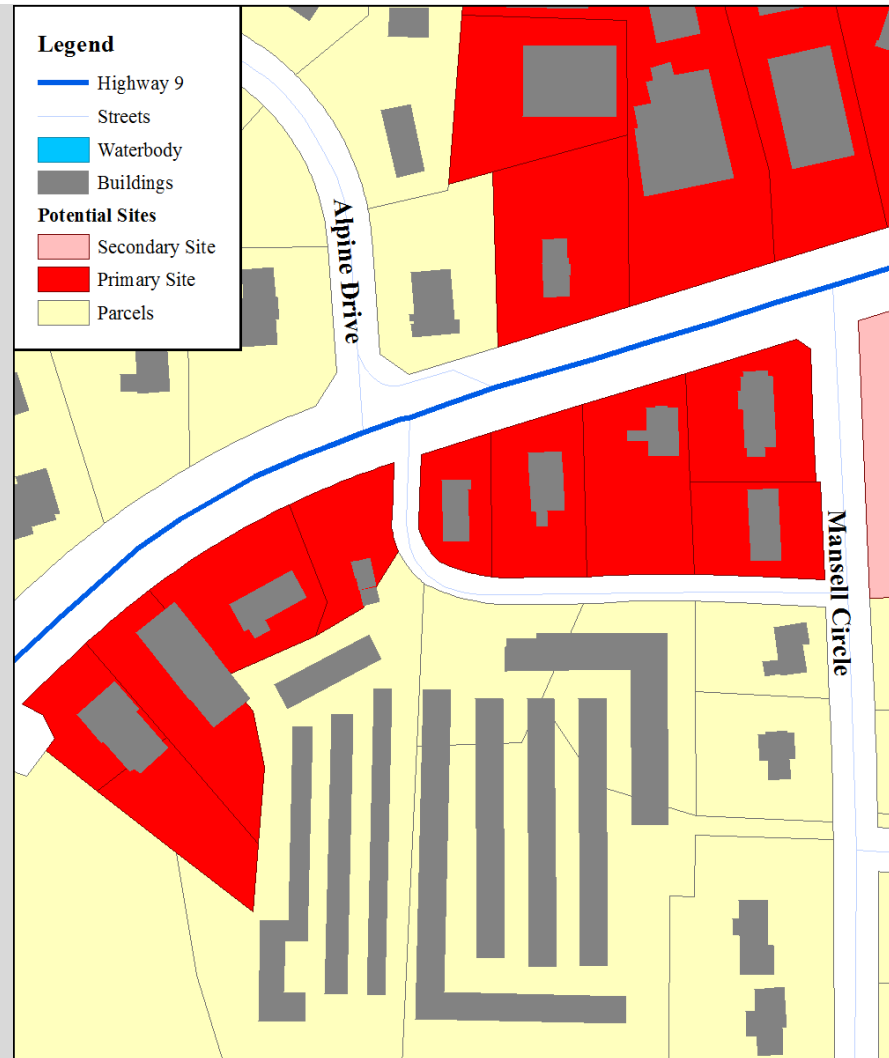 Legend
Highway 9
Streets
Waterbody
Buildings
Potential Sites
Secondary Site
Primary Site
Parcels
Alpine Drive
Mansell Circle